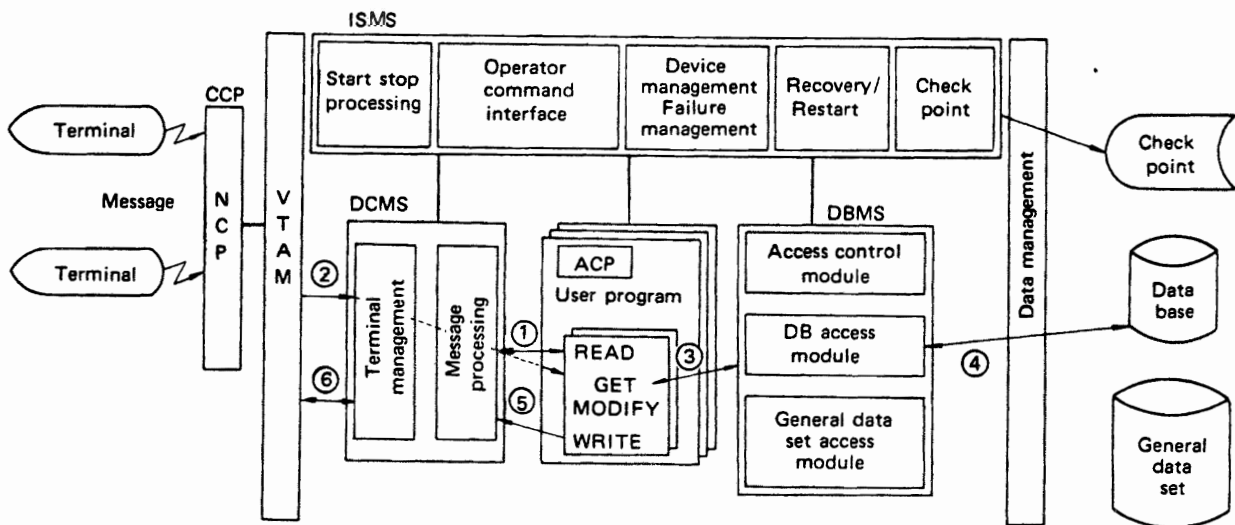 ISMS
Start stop
processing
Operator
command
interface
Device
management
Failure
management
Recovery/
Restart
Check
point
CCP
Terminal
Message
Terminal
NCP
VTAM
DCMS
Terminal
management
Message
processing
ACP
User program
READ
GET
MODIFY
WRITE
DBMS
Access control
module
DB access
module
General data
set access
module
Data management
Check
point
Data
base
General
data
set
②
①
③
④
⑥
⑤